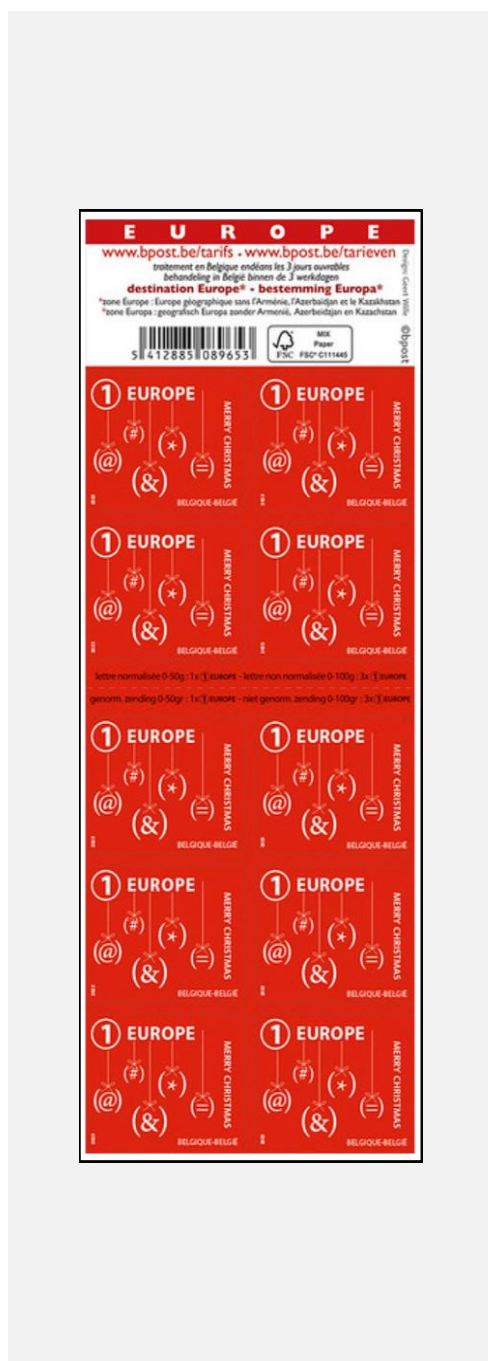 EUROPE
www.bpost.be/tarifs • www.bpost.be/tarieven
traitement en Belgique endéans les 3 jours ouvrables
behandeling in België binnen de 3 werkdagen
destination Europe* - bestemming Europa*
*zone Europe : Europe géographique sans l'Arménie, l'Azerbaïdjan et le Kazakhstan
*zone Europa : geografisch Europa zonder Armenië, Azerbeidzjan en Kazachstan
Design: Geert Wille
©bpost
5 412885 089653
FSC
MIX
Paper
FSC® C111445
1 EUROPE
MERRY CHRISTMAS
(@) (#) (&) (*) (=)
BELGIQUE-BELGIË
1 EUROPE
MERRY CHRISTMAS
(@) (#) (&) (*) (=)
BELGIQUE-BELGIË
1 EUROPE
MERRY CHRISTMAS
(@) (#) (&) (*) (=)
BELGIQUE-BELGIË
1 EUROPE
MERRY CHRISTMAS
(@) (#) (&) (*) (=)
BELGIQUE-BELGIË
lettre normalisée 0-50g : 1x 1 EUROPE - lettre non normalisée 0-100g : 3x 1 EUROPE
genorm. zending 0-50gr : 1x 1 EUROPE - niet genorm. zending 0-100gr : 3x 1 EUROPE
1 EUROPE
MERRY CHRISTMAS
(@) (#) (&) (*) (=)
BELGIQUE-BELGIË
1 EUROPE
MERRY CHRISTMAS
(@) (#) (&) (*) (=)
BELGIQUE-BELGIË
1 EUROPE
MERRY CHRISTMAS
(@) (#) (&) (*) (=)
BELGIQUE-BELGIË
1 EUROPE
MERRY CHRISTMAS
(@) (#) (&) (*) (=)
BELGIQUE-BELGIË
1 EUROPE
MERRY CHRISTMAS
(@) (#) (&) (*) (=)
BELGIQUE-BELGIË
1 EUROPE
MERRY CHRISTMAS
(@) (#) (&) (*) (=)
BELGIQUE-BELGIË